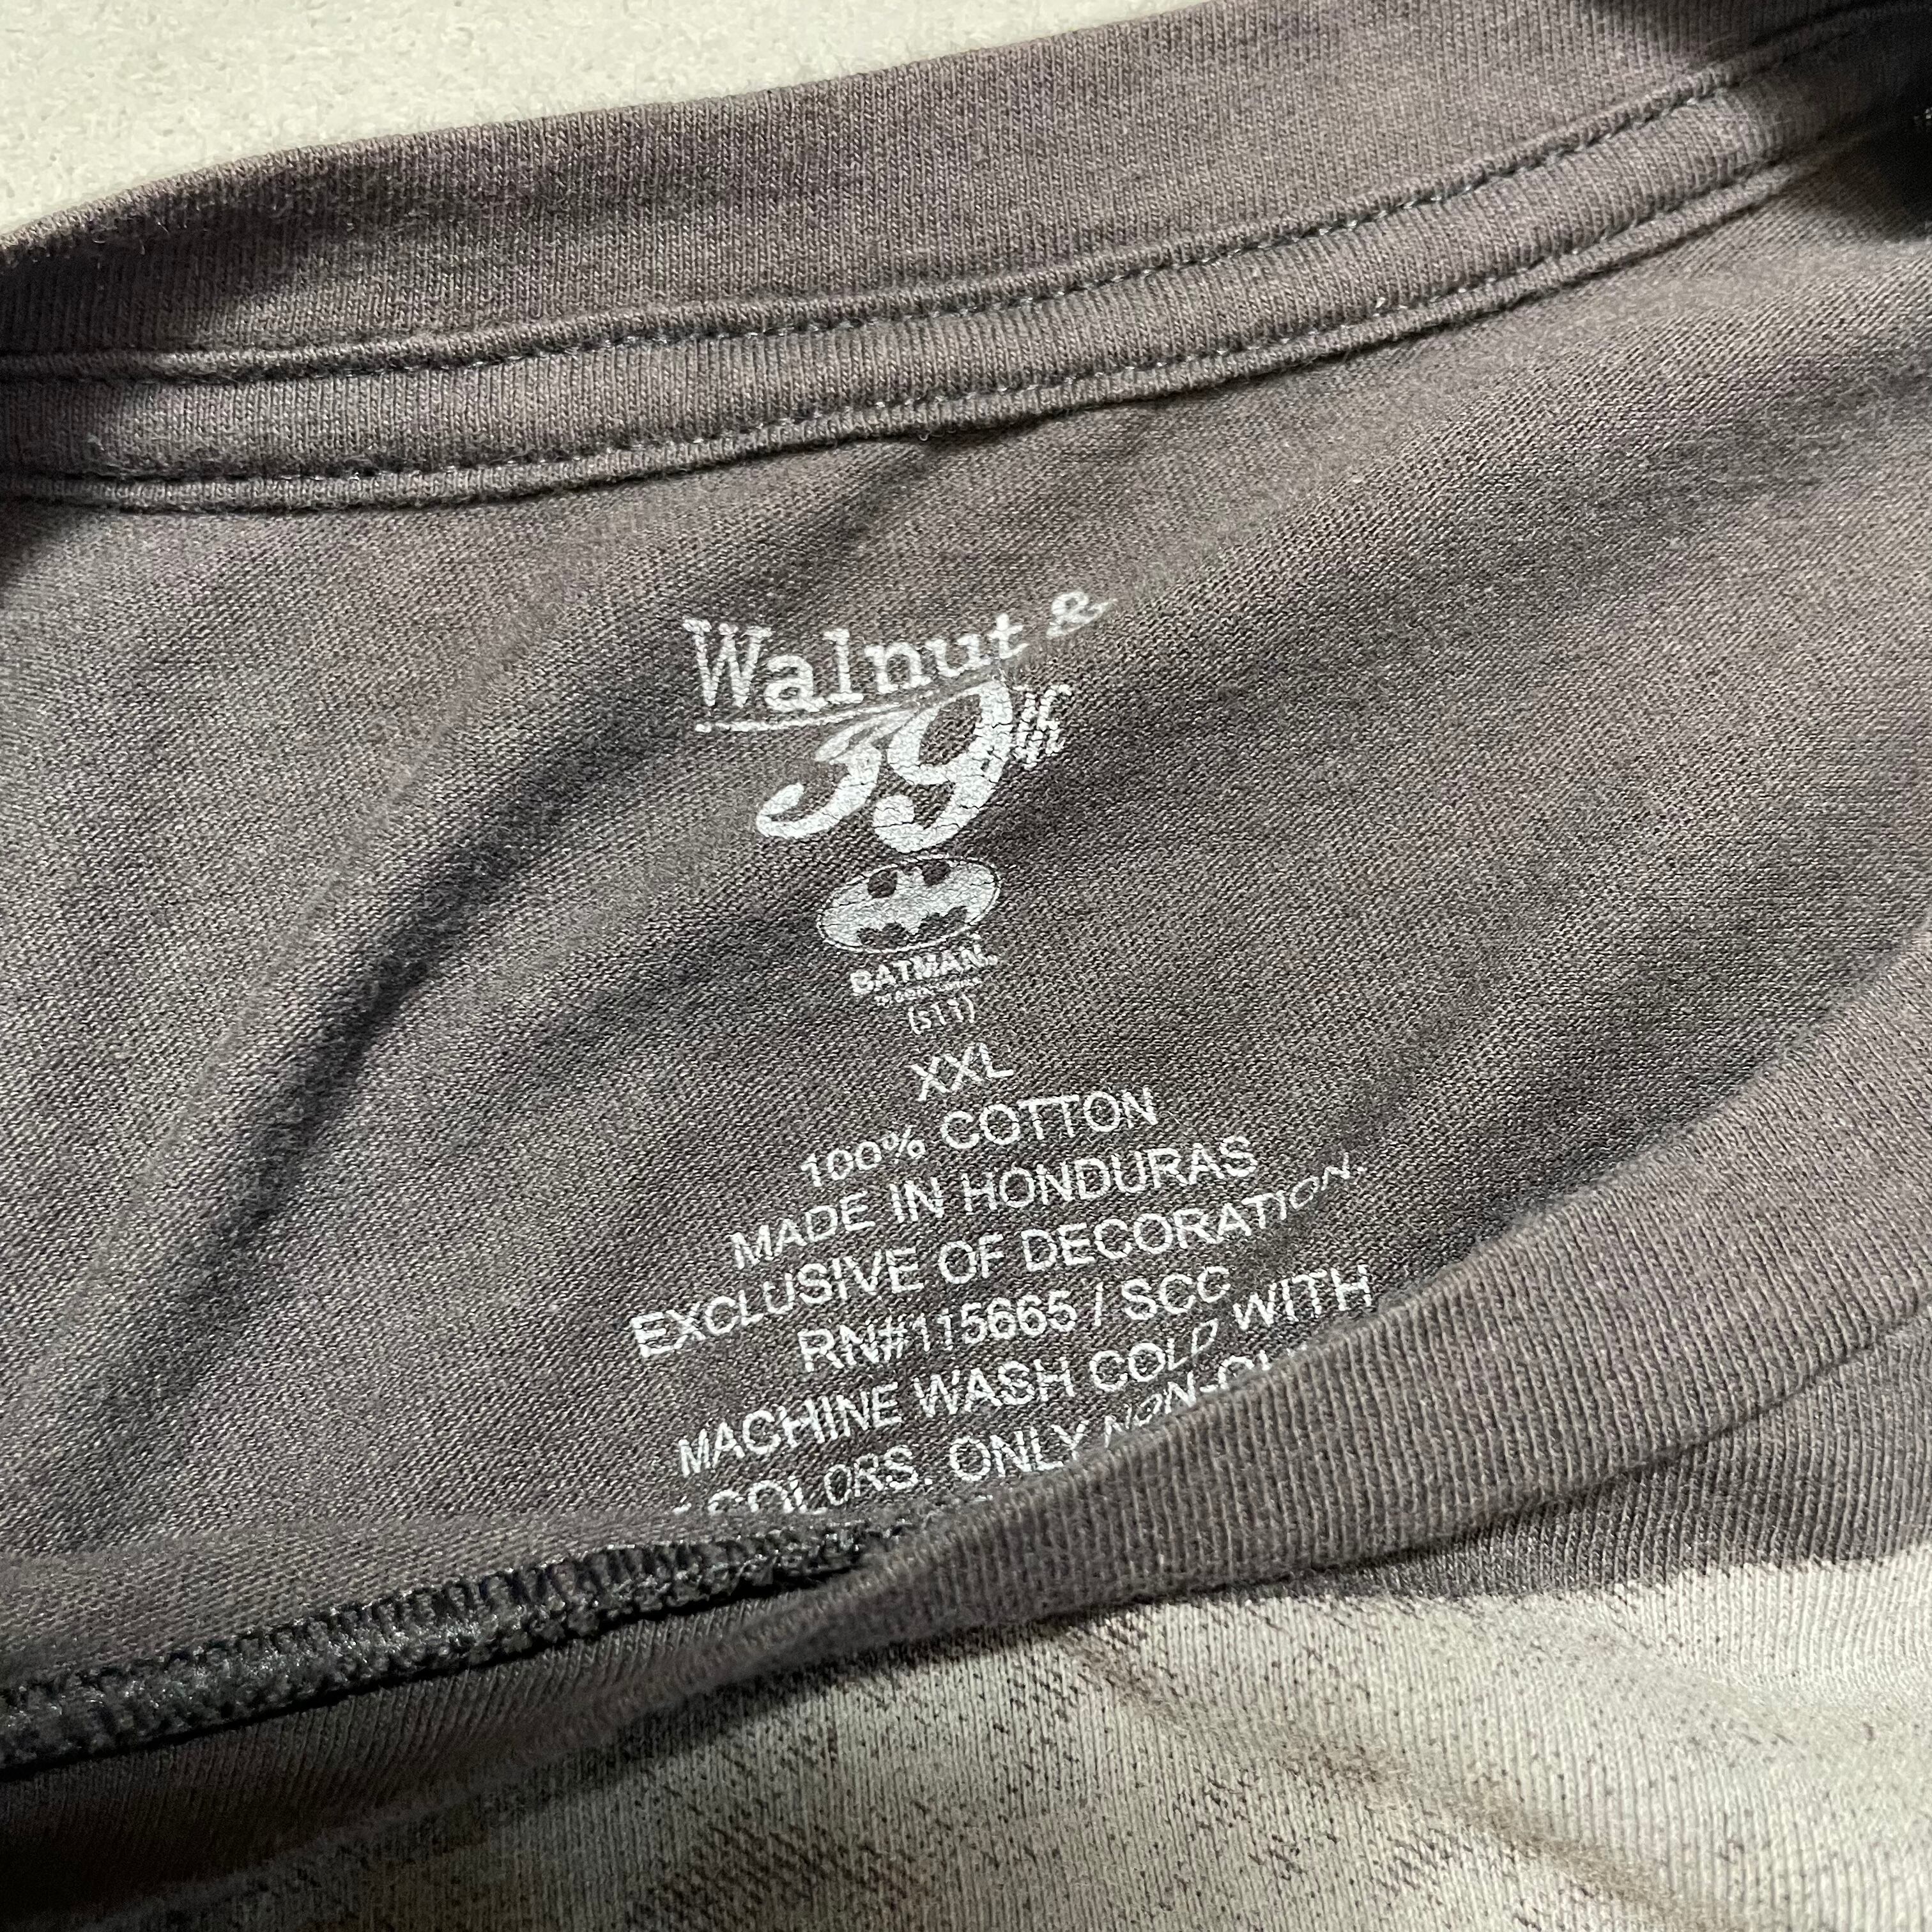 Walnut &
39th
BATMAN
(s11)
XXL
100% COTTON
MADE IN HONDURAS
EXCLUSIVE OF DECORATION.
RN#115665 / SCC
MACHINE WASH COLD WITH
COLORS. ONLY